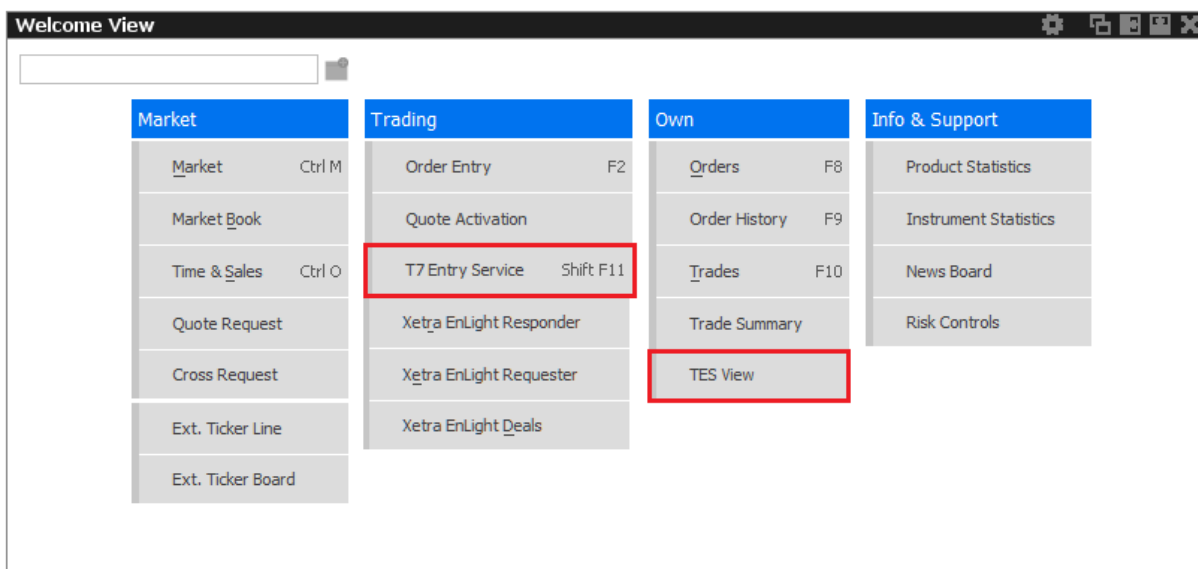 Welcome View
Market
Market Ctrl M
Market Book
Time & Sales Ctrl O
Quote Request
Cross Request
Ext. Ticker Line
Ext. Ticker Board
Trading
Order Entry F2
Quote Activation
T7 Entry Service Shift F11
Xetra EnLight Responder
Xetra EnLight Requester
Xetra EnLight Deals
Own
Orders F8
Order History F9
Trades F10
Trade Summary
TES View
Info & Support
Product Statistics
Instrument Statistics
News Board
Risk Controls